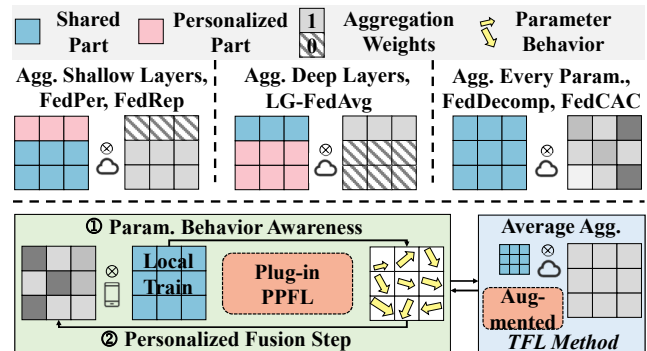 Shared Part
Personalized Part
1
0
Aggregation Weights
Parameter Behavior
Agg. Shallow Layers,
FedPer, FedRep
Agg. Deep Layers,
LG-FedAvg
Agg. Every Param.,
FedDecomp, FedCAC
① Param. Behavior Awareness
Local
Train
Plug-in
PPFL
② Personalized Fusion Step
Average Agg.
Aug-
mented
TFL Method